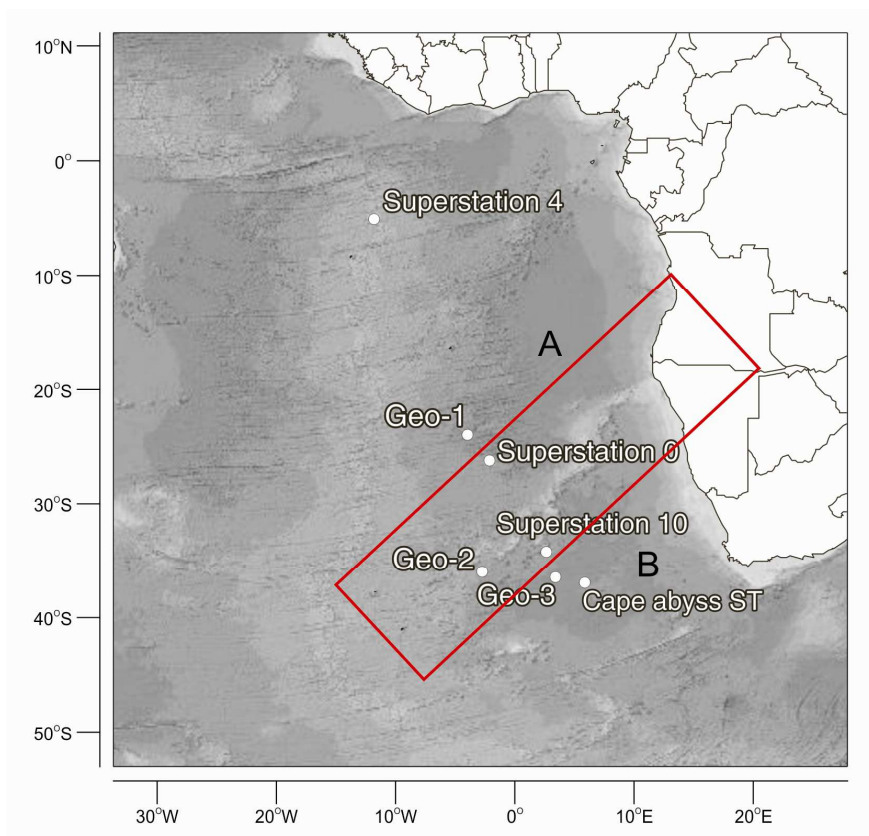 10°N
0°
Superstation 4
10°S
A
20°S
Geo-1
Superstation 0
30°S
Superstation 10
Geo-2
B
Geo-3
Cape abyss ST
40°S
50°S
30°W 20°W 10°W 0° 10°E 20°E